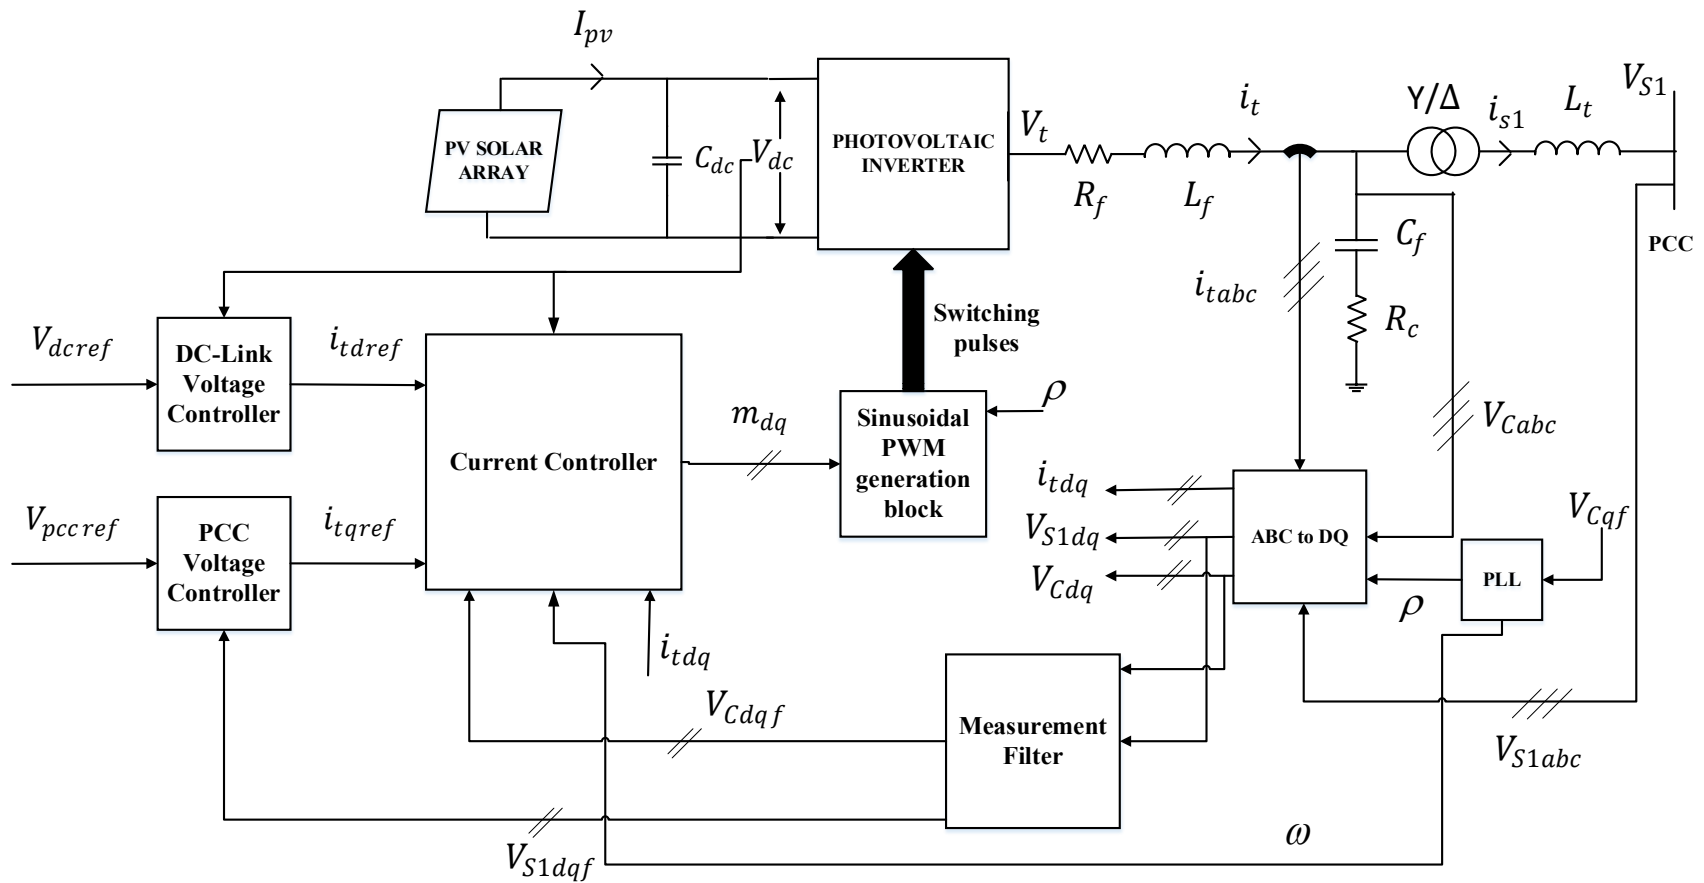 I_pv
PV SOLAR
ARRAY
C_dc
V_dc
PHOTOVOLTAIC
INVERTER
V_t
R_f
L_f
i_t
Y/Δ
i_s1
L_t
V_S1
PCC
C_f
R_c
i_tabc
V_Cabc
Switching
pulses
V_dcref
DC-Link
Voltage
Controller
i_tdref
Current Controller
m_dq
Sinusoidal
PWM
generation
block
ρ
V_pccref
PCC
Voltage
Controller
i_tqref
i_tdq
V_S1dq
V_Cdq
ABC to DQ
PLL
V_Cqf
ρ
i_tdq
V_Cdqf
Measurement
Filter
V_S1abc
V_S1dqf
ω